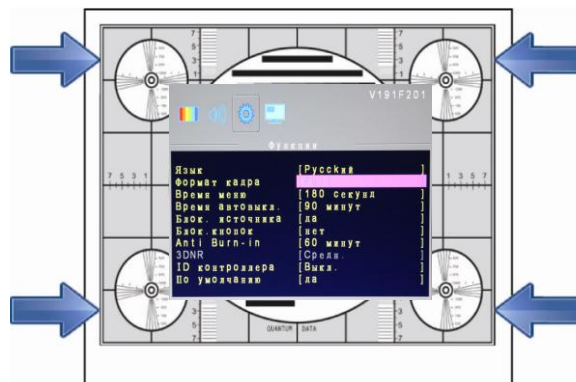 V191F201
Функции
Язык [Русский ]
Формат кадра
Время меню [180 секунд ]
Время автовыкл. [90 минут ]
Блок. источника [да ]
Блок.кнопок [нет ]
Anti Burn-in [60 минут ]
3DNR [Средн. ]
ID контроллера [Выкл. ]
По умолчанию [да ]
7 5 3 1
1 3 5 7
QUANTUM DATA